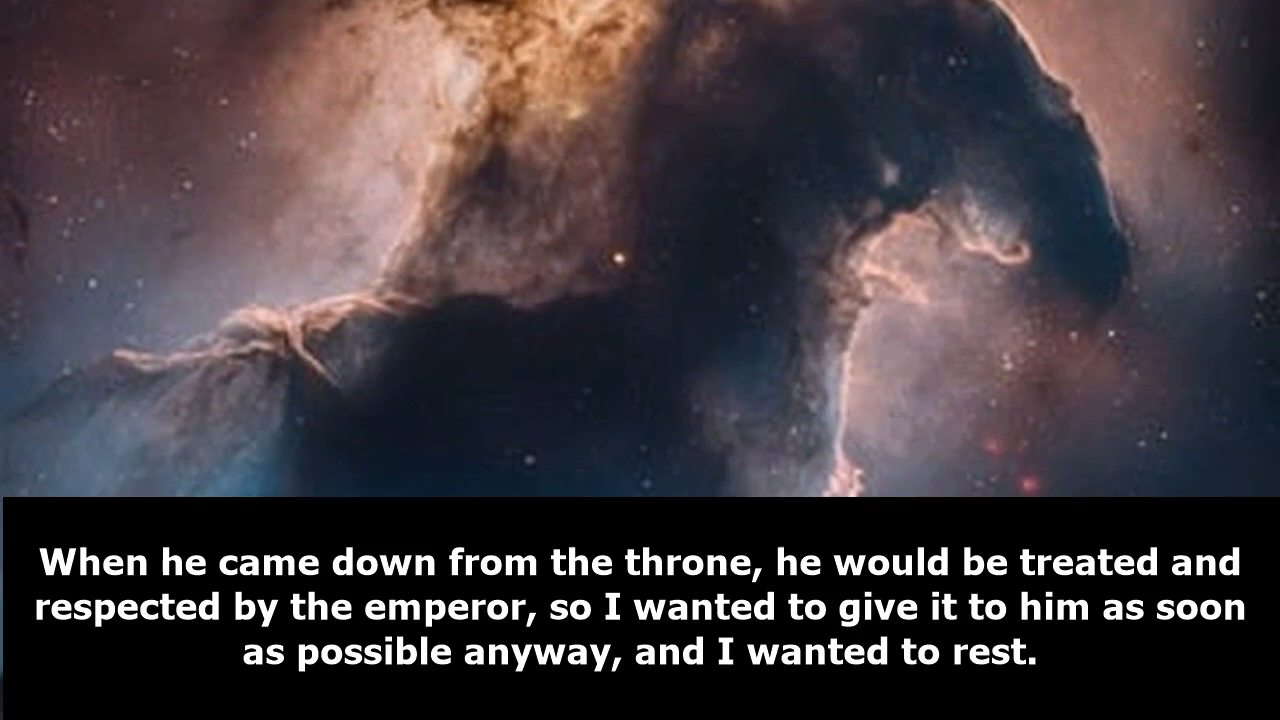 When he came down from the throne, he would be treated and
respected by the emperor, so I wanted to give it to him as soon
as possible anyway, and I wanted to rest.